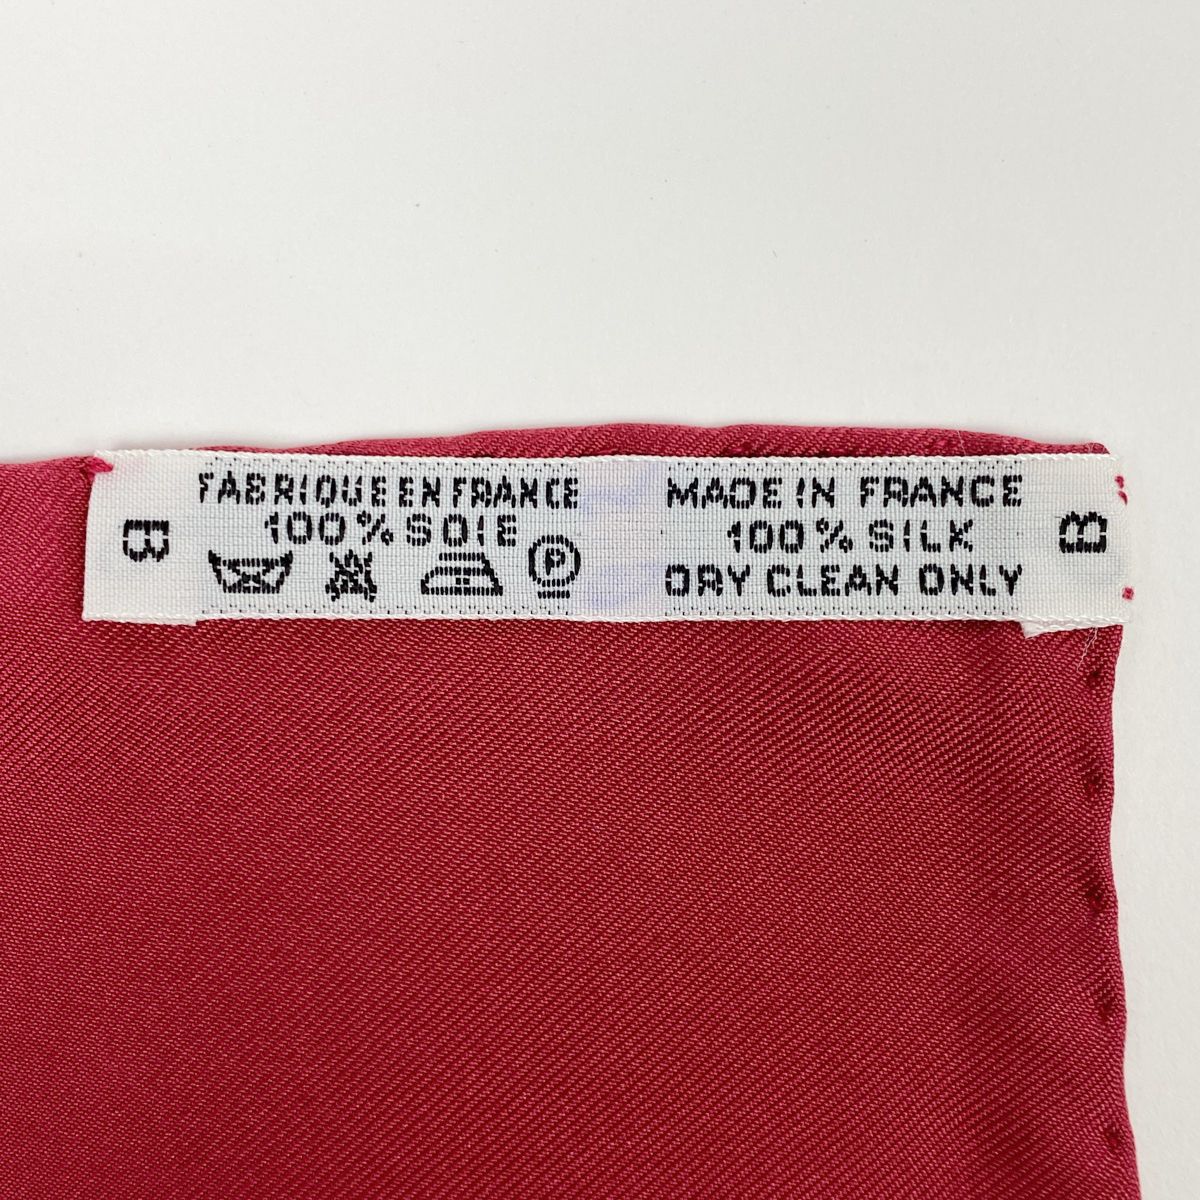 B
FABRIQUE EN FRANCE
100% SOIE
P
MADE IN FRANCE
100% SILK
DRY CLEAN ONLY
B